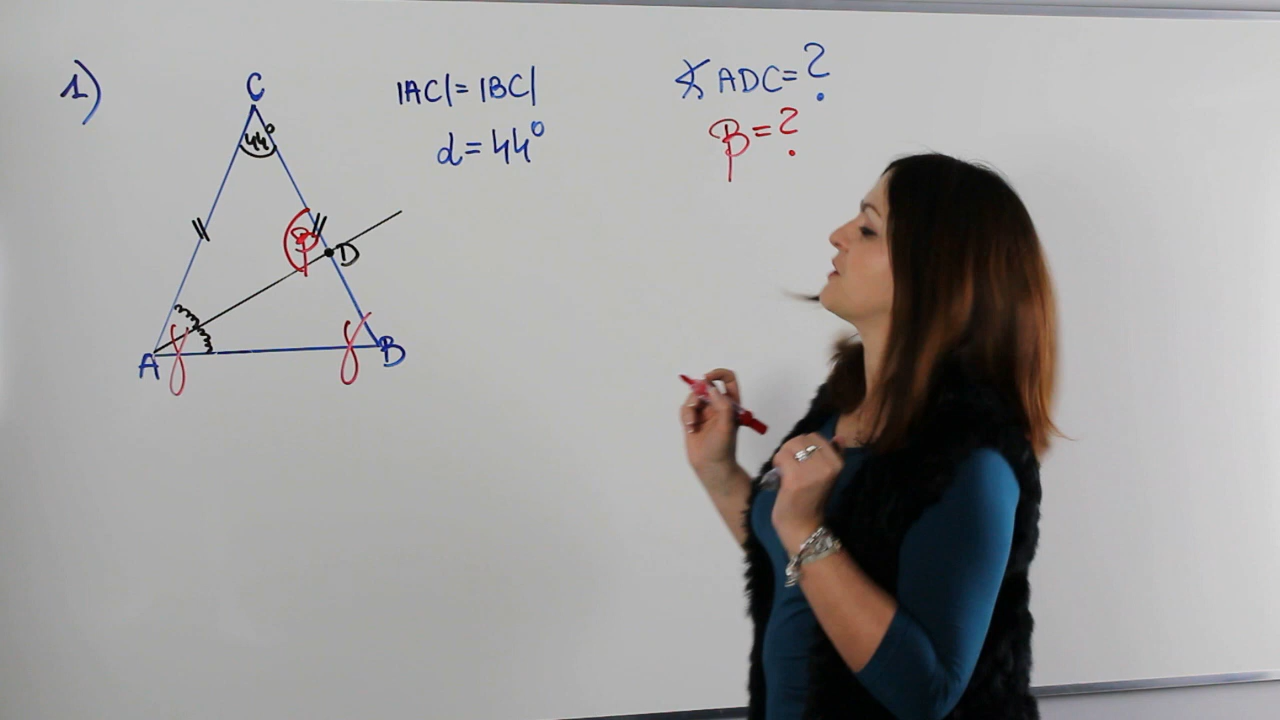 1)
|AC| = |BC|
α = 44°
∢ ADC = ?
β = ?
C
44°
β
D
A
γ
γ
B